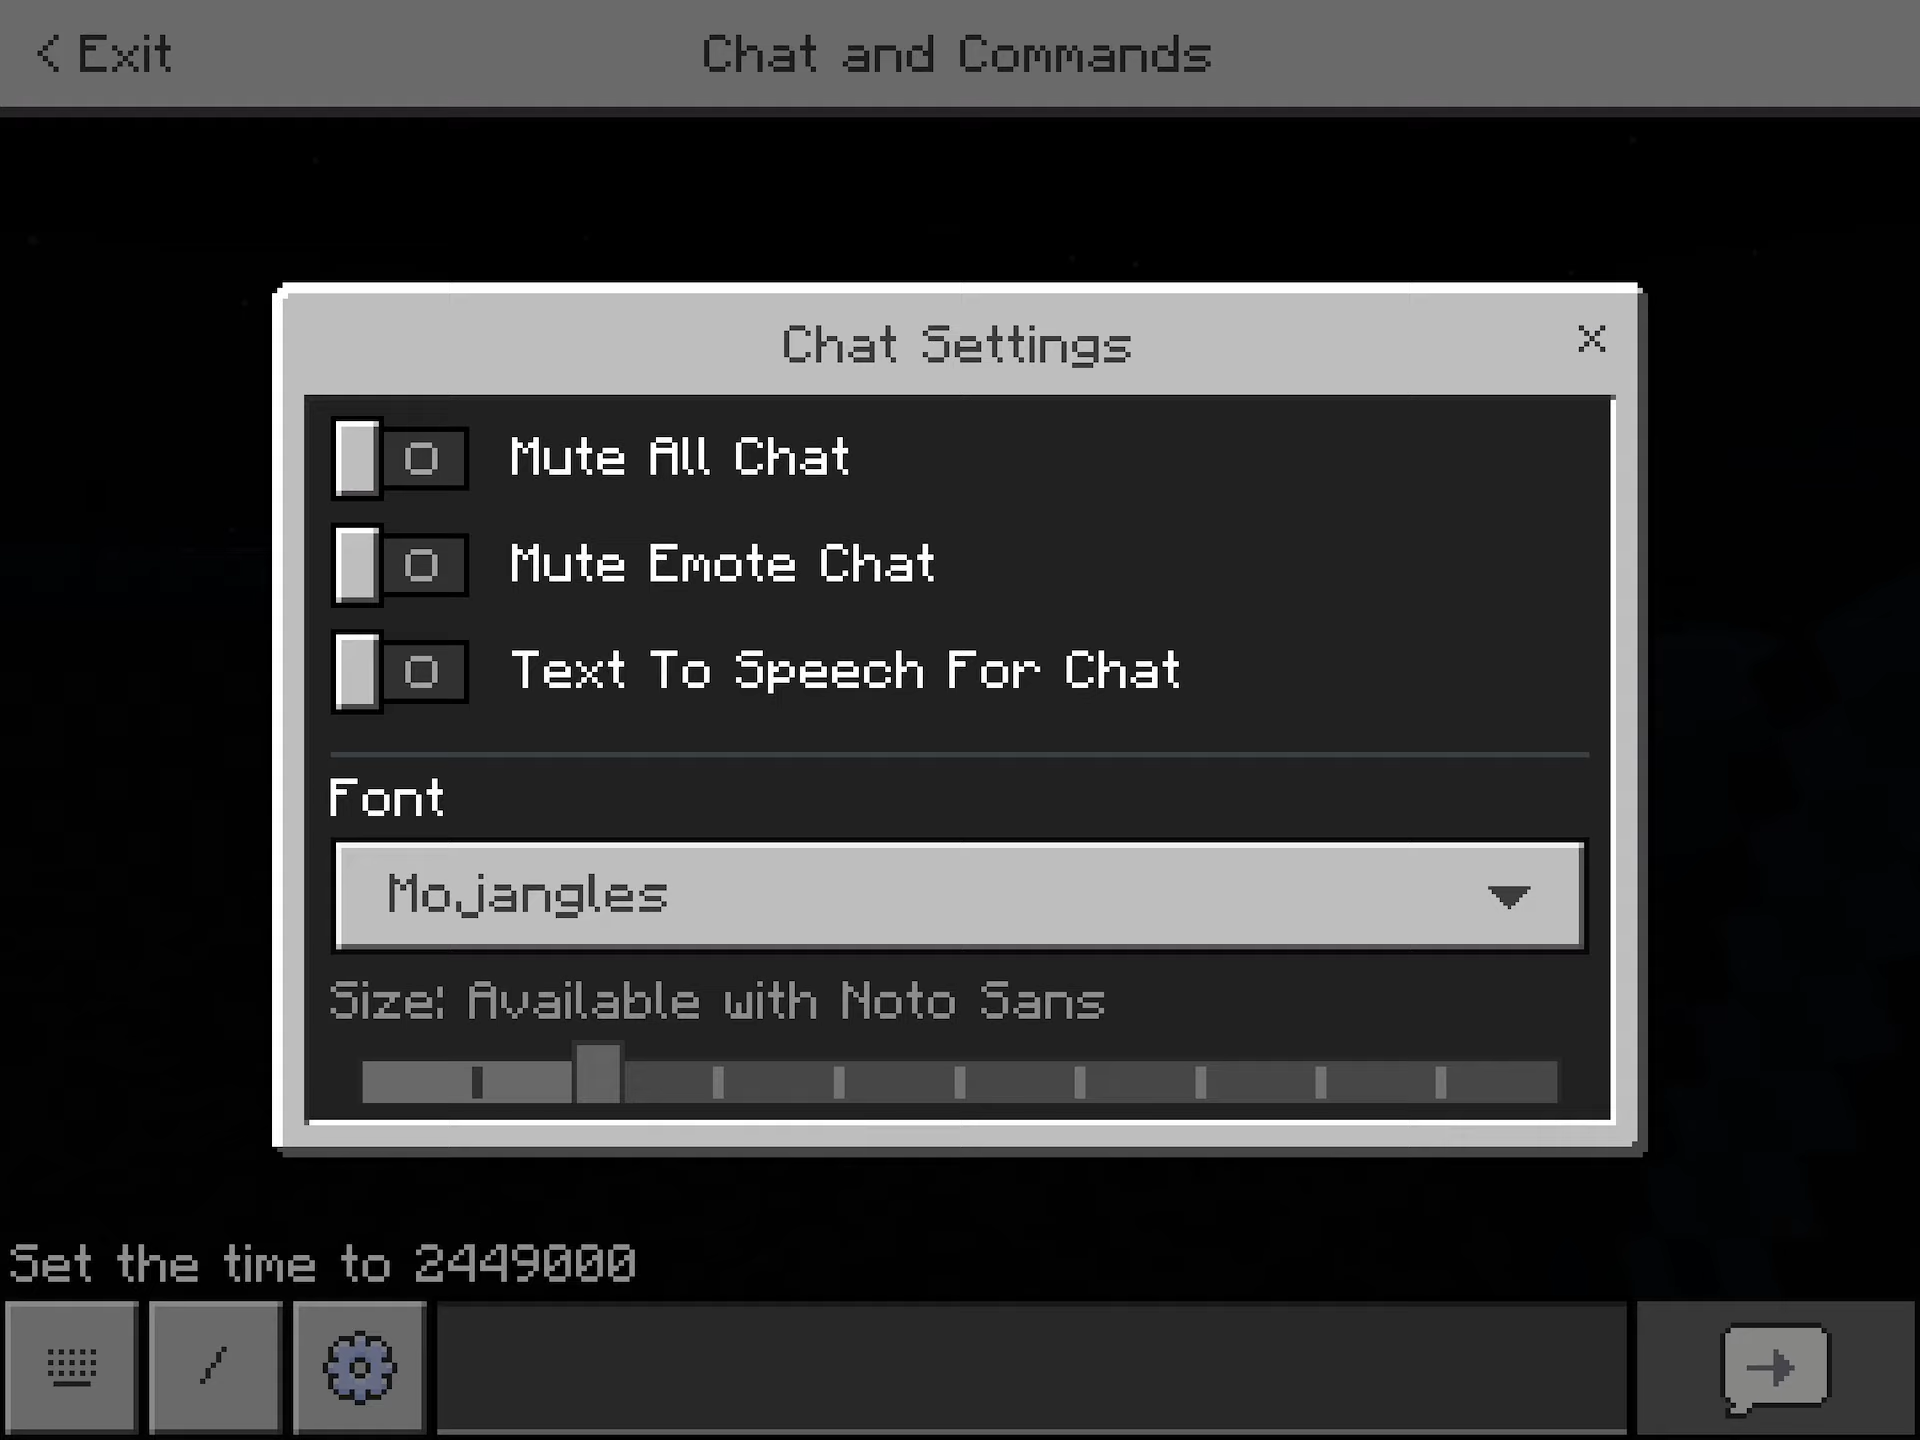 < Exit
Chat and Commands
Chat Settings
Mute All Chat
Mute Emote Chat
Text To Speech For Chat
Font
Mojangles
Size: Available with Noto Sans
Set the time to 2449000
/